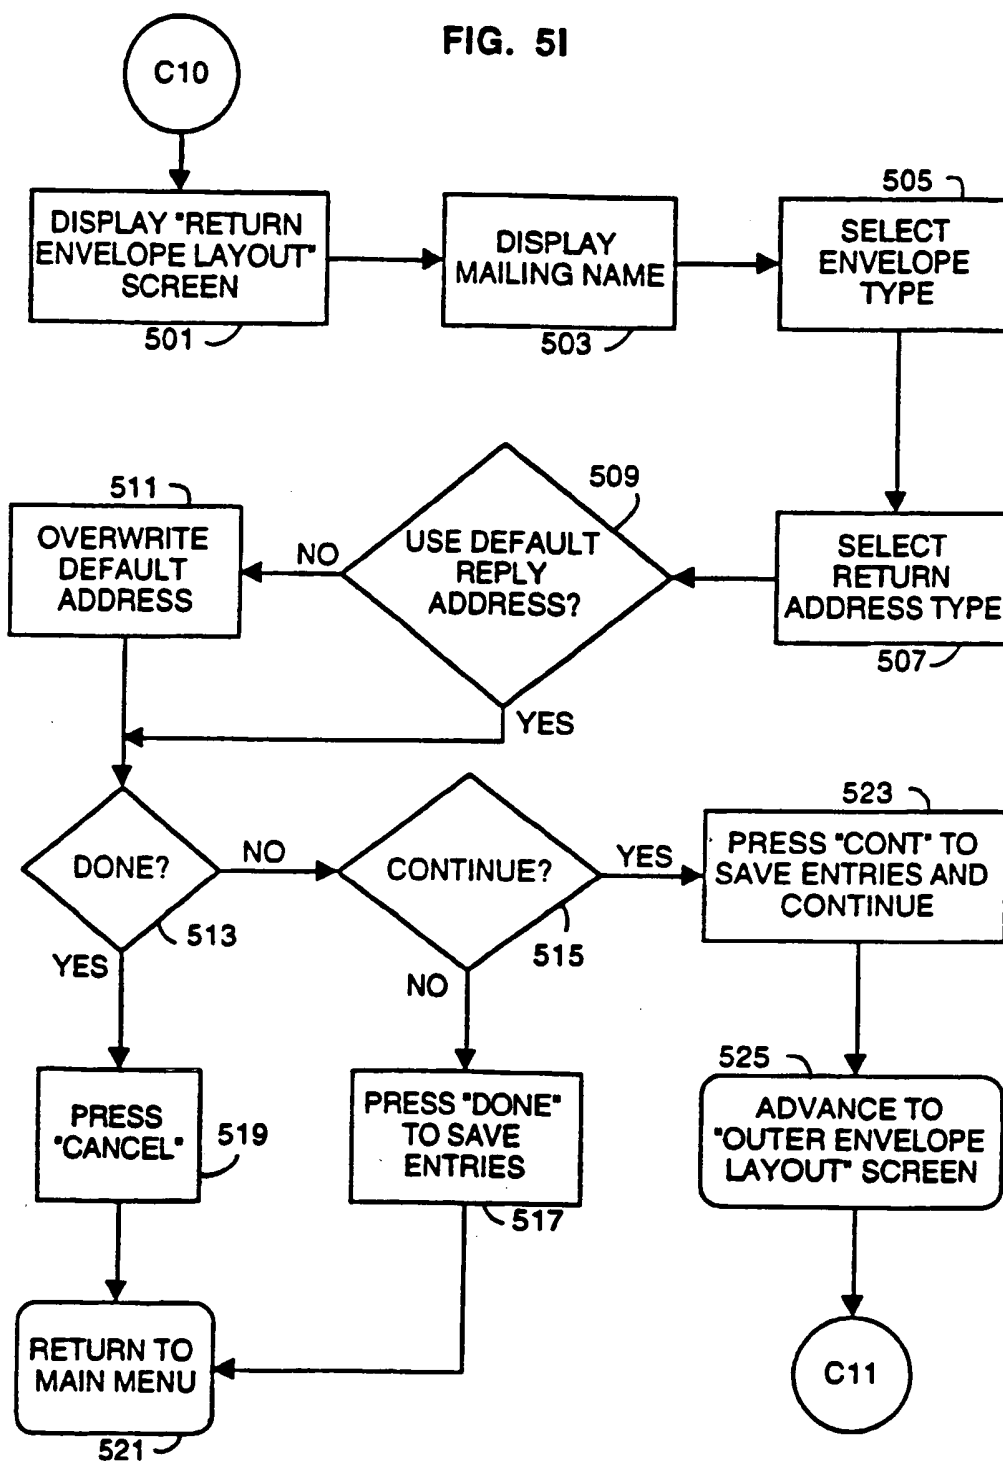 FIG. 5I
C10
DISPLAY "RETURN
ENVELOPE LAYOUT"
SCREEN
501
DISPLAY
MAILING NAME
503
505
SELECT
ENVELOPE
TYPE
511
OVERWRITE
DEFAULT
ADDRESS
NO
509
USE DEFAULT
REPLY
ADDRESS?
YES
SELECT
RETURN
ADDRESS TYPE
507
DONE?
513
NO
YES
CONTINUE?
515
YES
NO
523
PRESS "CONT" TO
SAVE ENTRIES AND
CONTINUE
PRESS
"CANCEL"
519
PRESS "DONE"
TO SAVE
ENTRIES
517
525
ADVANCE TO
"OUTER ENVELOPE
LAYOUT" SCREEN
RETURN TO
MAIN MENU
521
C11